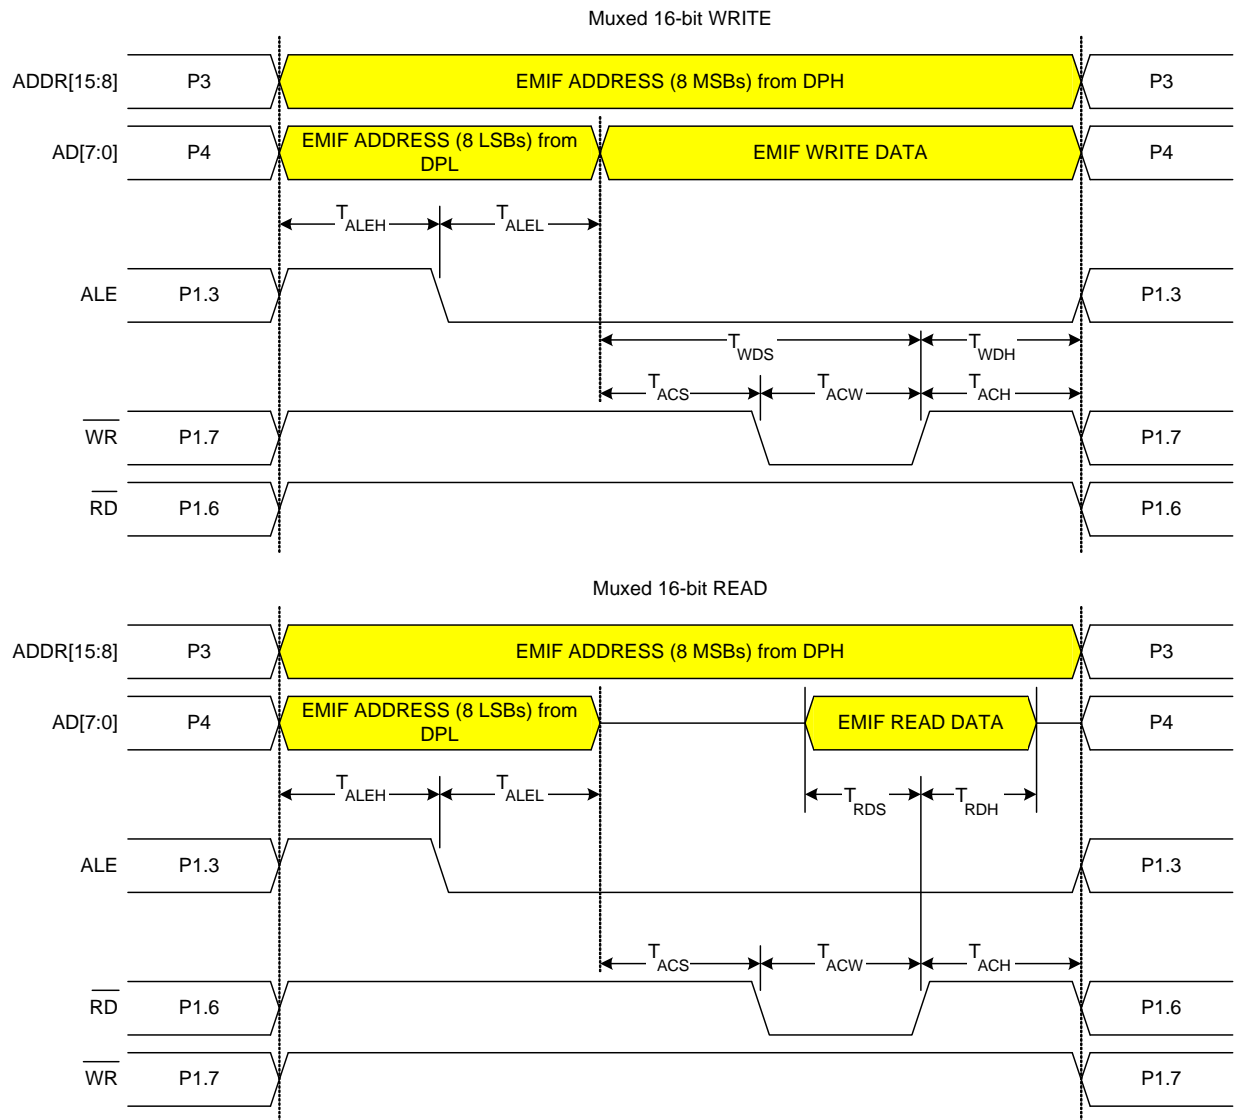 Muxed 16-bit WRITE
ADDR[15:8] P3 EMIF ADDRESS (8 MSBs) from DPH P3
AD[7:0] P4 EMIF ADDRESS (8 LSBs) from
DPL EMIF WRITE DATA P4
TALEH TALEL
ALE P1.3 P1.3
TWDS TWDH
TACS TACW TACH
WR P1.7 P1.7
RD P1.6 P1.6
Muxed 16-bit READ
ADDR[15:8] P3 EMIF ADDRESS (8 MSBs) from DPH P3
AD[7:0] P4 EMIF ADDRESS (8 LSBs) from
DPL EMIF READ DATA P4
TALEH TALEL TRDS TRDH
ALE P1.3 P1.3
TACS TACW TACH
RD P1.6 P1.6
WR P1.7 P1.7